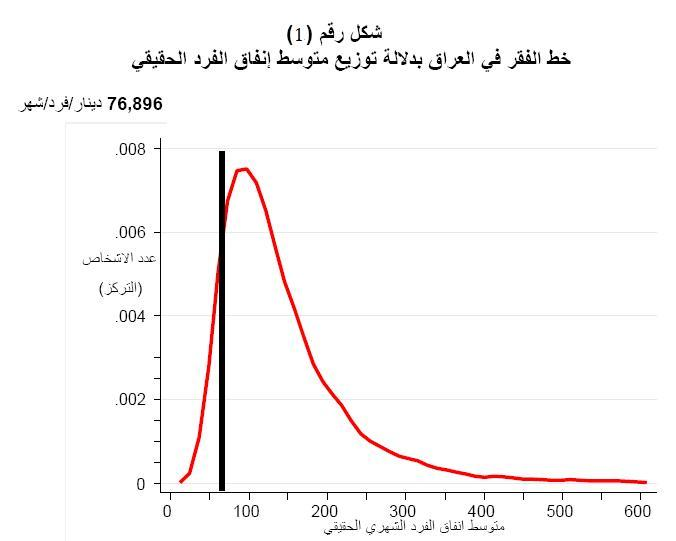 شكل رقم (1)
خط الفقر في العراق بدلالة توزيع متوسط إنفاق الفرد الحقيقي
76,896 دينار/فرد/شهر
.008
.006
عدد الاشخاص
(التركز)
.004
.002
0
0 100 200 300 400 500 600
متوسط انفاق الفرد الشهري الحقيقي